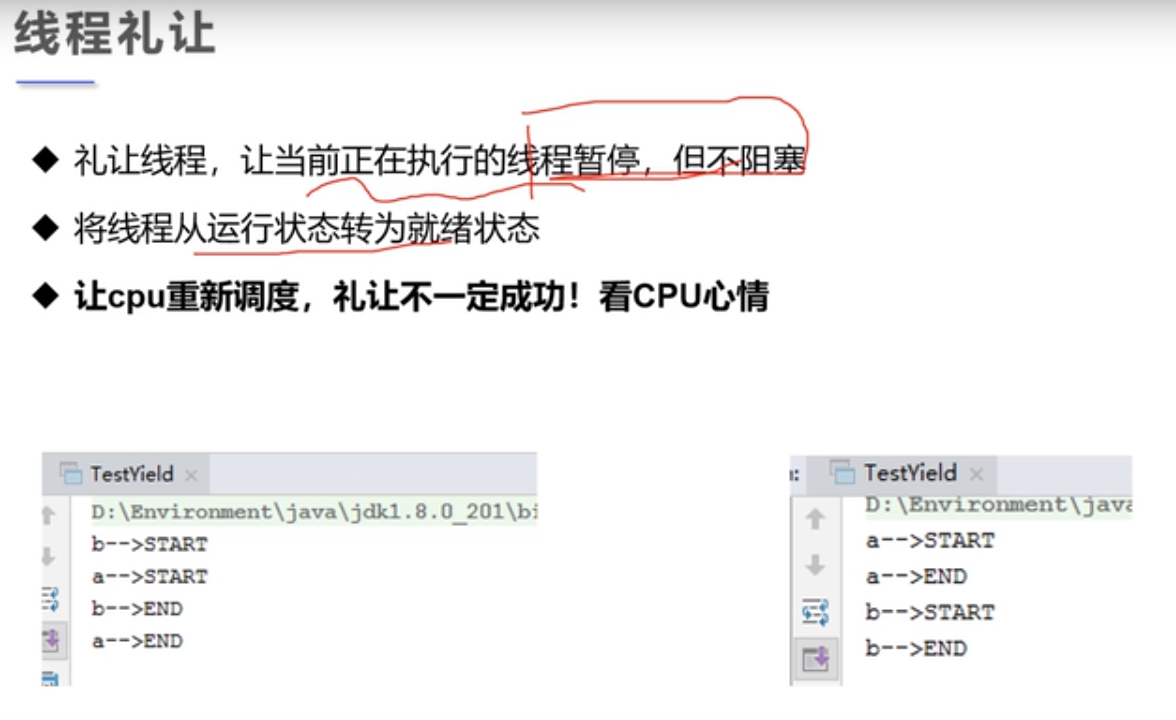 线程礼让
◆ 礼让线程，让当前正在执行的线程暂停，但不阻塞
◆ 将线程从运行状态转为就绪状态
◆ 让cpu重新调度，礼让不一定成功！看CPU心情
TestYield
D:\Environment\java\jdk1.8.0_201\bi
b-->START
a-->START
b-->END
a-->END
TestYield
D:\Environment\java
a-->START
a-->END
b-->START
b-->END